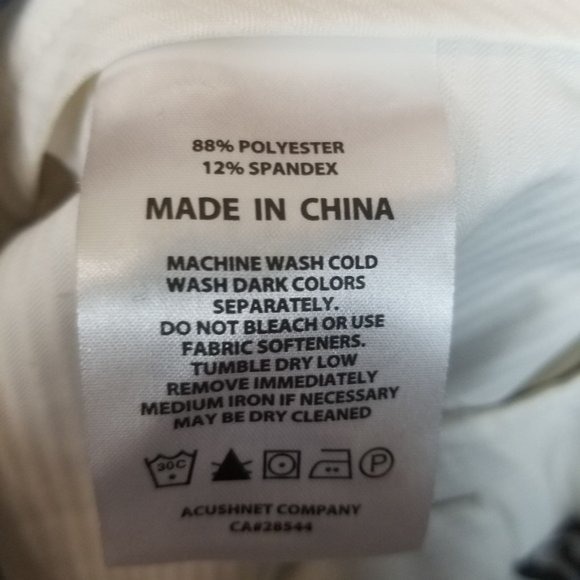 88% POLYESTER
12% SPANDEX
MADE IN CHINA
MACHINE WASH COLD
WASH DARK COLORS
SEPARATELY.
DO NOT BLEACH OR USE
FABRIC SOFTENERS.
TUMBLE DRY LOW
REMOVE IMMEDIATELY
MEDIUM IRON IF NECESSARY
MAY BE DRY CLEANED
30C P
ACUSHNET COMPANY
CA#28544